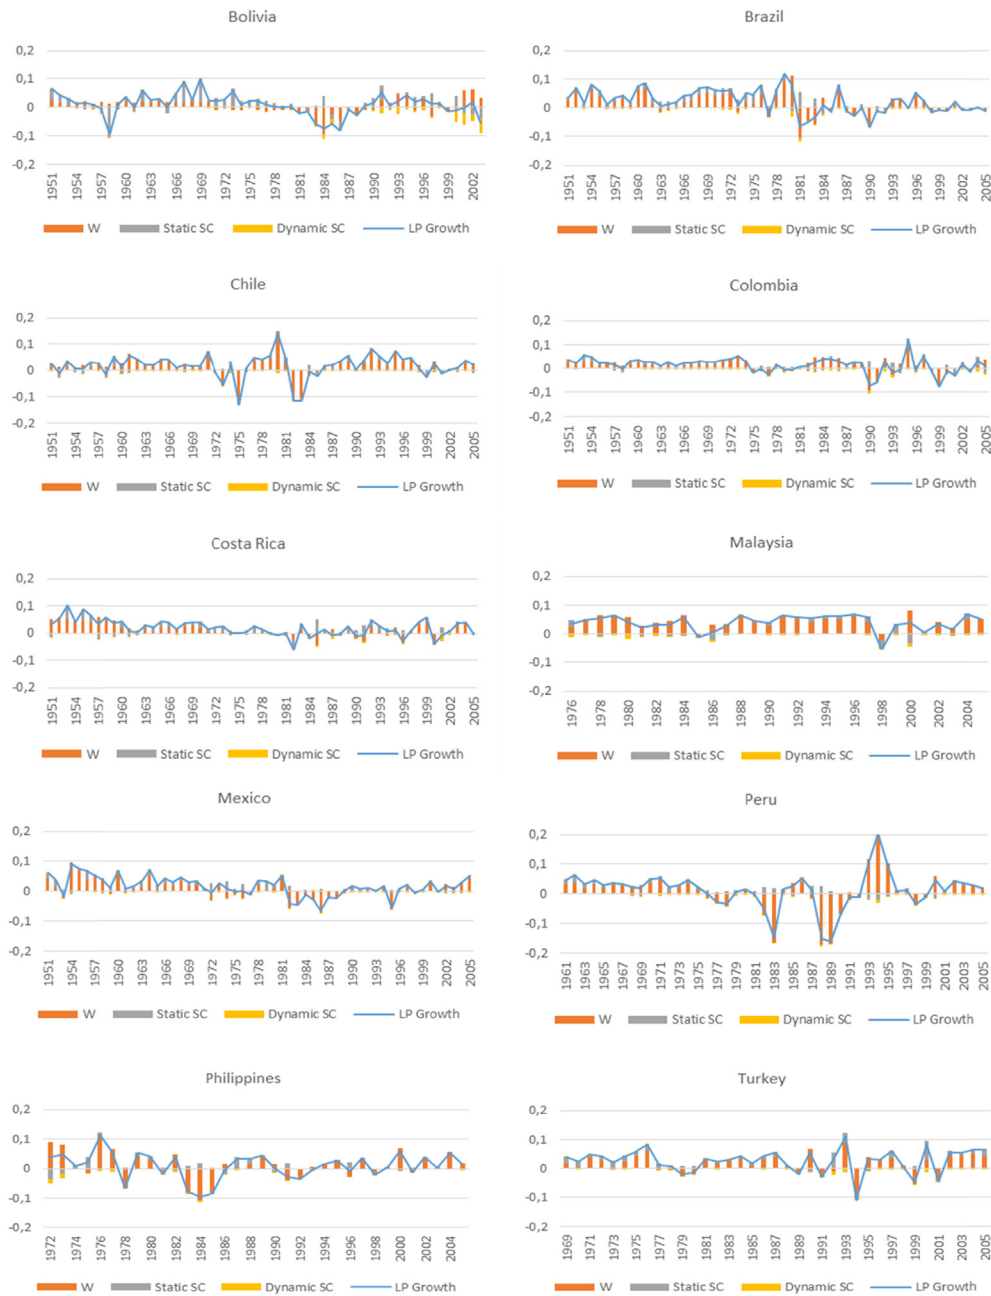 Bolivia
0,2
0,1
0
-0,1
-0,2
1951 1954 1957 1960 1963 1966 1969 1972 1975 1978 1981 1984 1987 1990 1993 1996 1999 2002
W Static SC Dynamic SC LP Growth
Brazil
0,2
0,1
0
-0,1
-0,2
1951 1954 1957 1960 1963 1966 1969 1972 1975 1978 1981 1984 1987 1990 1993 1996 1999 2002 2005
W Static SC Dynamic SC LP Growth
Chile
0,2
0,1
0
-0,1
-0,2
1951 1954 1957 1960 1963 1966 1969 1972 1975 1978 1981 1984 1987 1990 1993 1996 1999 2002 2005
W Static SC Dynamic SC LP Growth
Colombia
0,2
0,1
0
-0,1
-0,2
1951 1954 1957 1960 1963 1966 1969 1972 1975 1978 1981 1984 1987 1990 1993 1996 1999 2002 2005
W Static SC Dynamic SC LP Growth
Costa Rica
0,2
0,1
0
-0,1
-0,2
1951 1954 1957 1960 1963 1966 1969 1972 1975 1978 1981 1984 1987 1990 1993 1996 1999 2002 2005
W Static SC Dynamic SC LP Growth
Malaysia
0,2
0,1
0
-0,1
-0,2
1976 1978 1980 1982 1984 1986 1988 1990 1992 1994 1996 1998 2000 2002 2004
W Static SC Dynamic SC LP Growth
Mexico
0,2
0,1
0
-0,1
-0,2
1951 1954 1957 1960 1963 1966 1969 1972 1975 1978 1981 1984 1987 1990 1993 1996 1999 2002 2005
W Static SC Dynamic SC LP Growth
Peru
0,2
0,1
0
-0,1
-0,2
1961 1963 1965 1967 1969 1971 1973 1975 1977 1979 1981 1983 1985 1987 1989 1991 1993 1995 1997 1999 2001 2003 2005
W Static SC Dynamic SC LP Growth
Philippines
0,2
0,1
0
-0,1
-0,2
1972 1974 1976 1978 1980 1982 1984 1986 1988 1990 1992 1994 1996 1998 2000 2002 2004
W Static SC Dynamic SC LP Growth
Turkey
0,2
0,1
0
-0,1
-0,2
1969 1971 1973 1975 1977 1979 1981 1983 1985 1987 1989 1991 1993 1995 1997 1999 2001 2003 2005
W Static SC Dynamic SC LP Growth